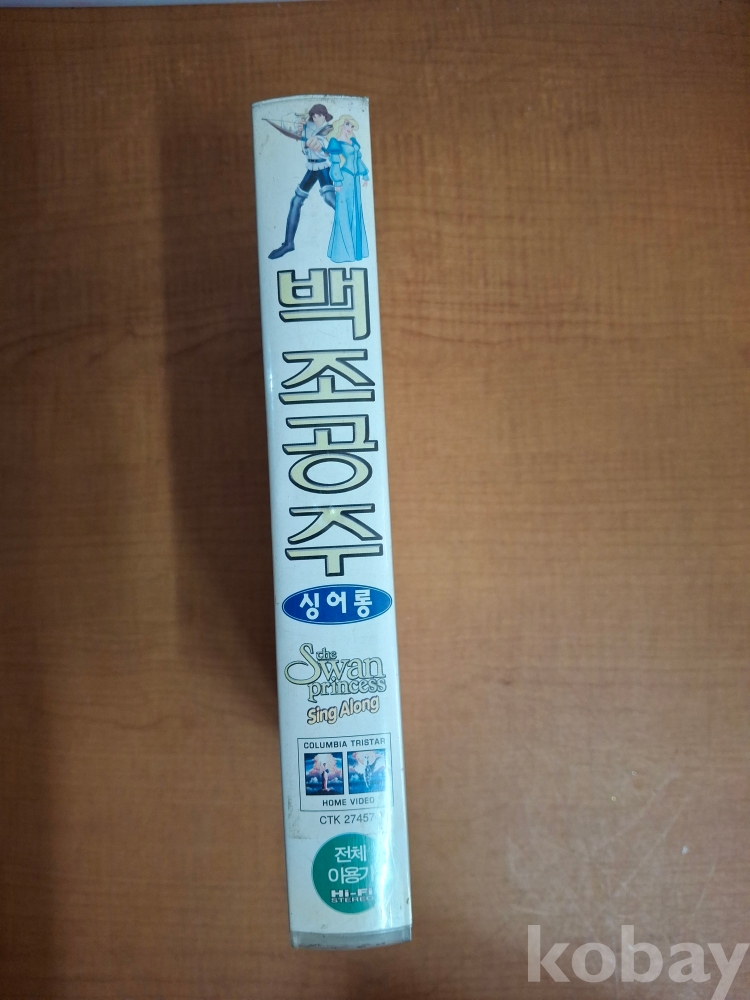 백조공주
싱어롱
the
Swan
princess
Sing Along
COLUMBIA TRISTAR
HOME VIDEO
CTK 27457
전체
이용가
Hi-Fi
STEREO
kobay